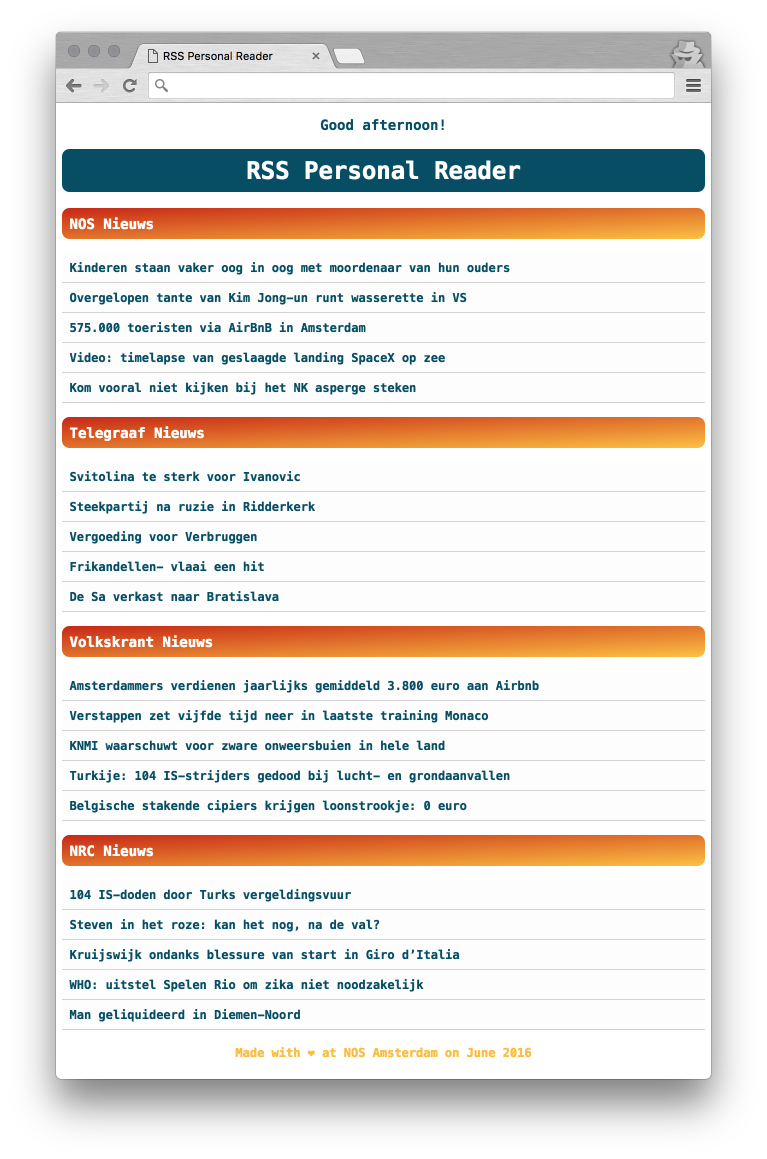 RSS Personal Reader
Good afternoon!
RSS Personal Reader
NOS Nieuws
Kinderen staan vaker oog in oog met moordenaar van hun ouders
Overgelopen tante van Kim Jong-un runt wasserette in VS
575.000 toeristen via AirBnB in Amsterdam
Video: timelapse van geslaagde landing SpaceX op zee
Kom vooral niet kijken bij het NK asperge steken
Telegraaf Nieuws
Svitolina te sterk voor Ivanovic
Steekpartij na ruzie in Ridderkerk
Vergoeding voor Verbruggen
Frikandellen- vlaai een hit
De Sa verkast naar Bratislava
Volkskrant Nieuws
Amsterdammers verdienen jaarlijks gemiddeld 3.800 euro aan Airbnb
Verstappen zet vijfde tijd neer in laatste training Monaco
KNMI waarschuwt voor zware onweersbuien in hele land
Turkije: 104 IS-strijders gedood bij lucht- en grondaanvallen
Belgische stakende cipiers krijgen loonstrookje: 0 euro
NRC Nieuws
104 IS-doden door Turks vergeldingsvuur
Steven in het roze: kan het nog, na de val?
Kruijswijk ondanks blessure van start in Giro d’Italia
WHO: uitstel Spelen Rio om zika niet noodzakelijk
Man geliquideerd in Diemen-Noord
Made with ❤ at NOS Amsterdam on June 2016